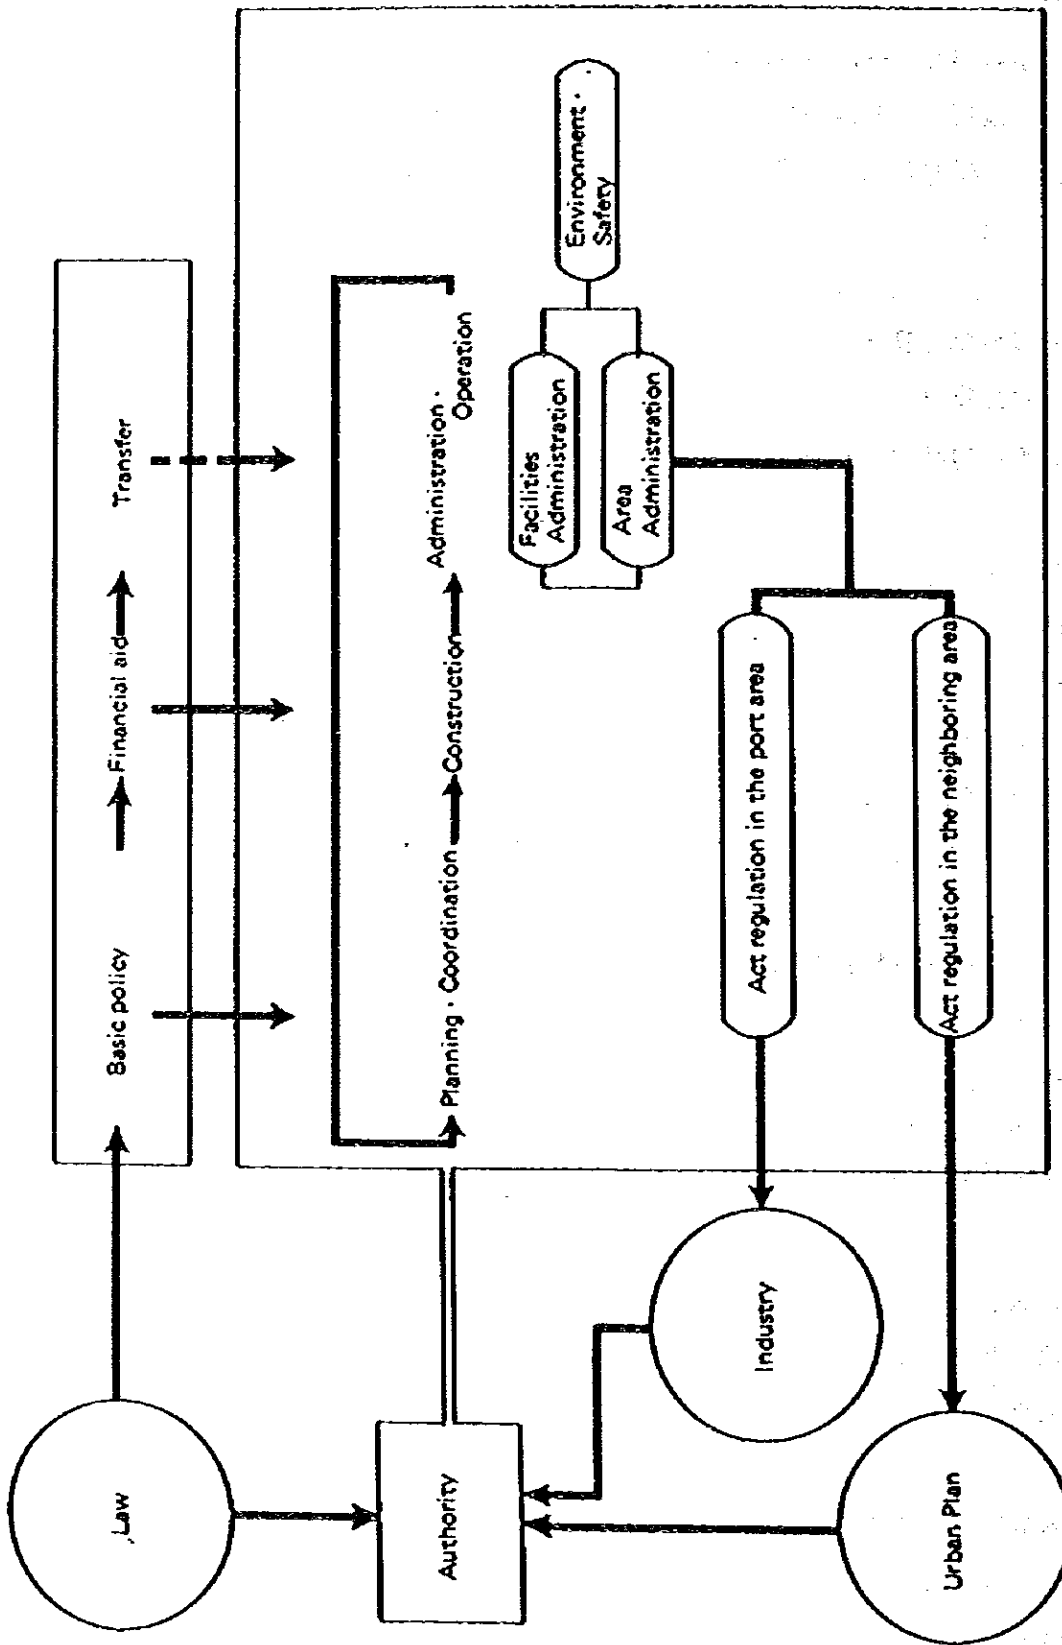 Law
Basic policy
Financial aid
Transfer
Authority
Planning · Coordination
Construction
Administration ·
Operation
Facilities
Administration
Area
Administration
Environment ·
Safety
Industry
Act regulation in the port area
Urban Plan
Act regulation in the neighboring area